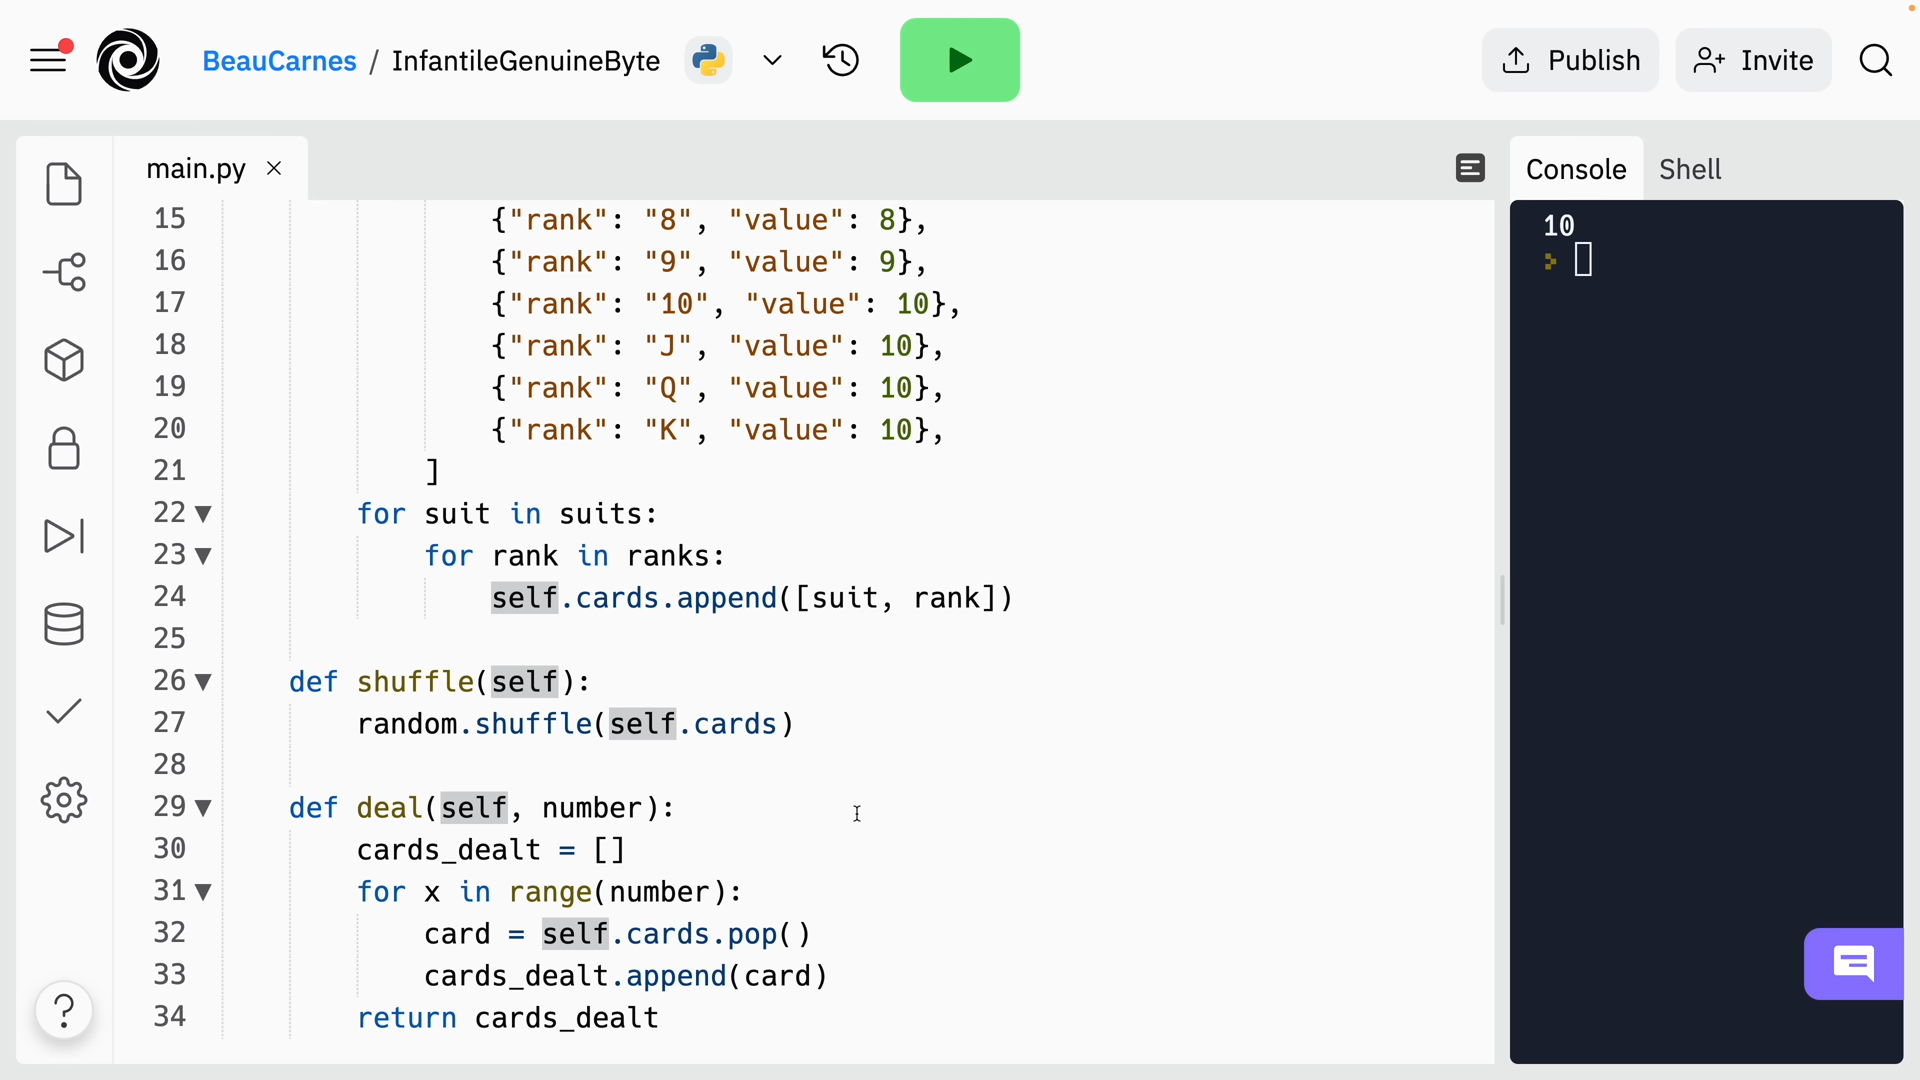 BeauCarnes / InfantileGenuineByte
Publish
Invite
main.py
Console
Shell
15 {"rank": "8", "value": 8},
16 {"rank": "9", "value": 9},
17 {"rank": "10", "value": 10},
18 {"rank": "J", "value": 10},
19 {"rank": "Q", "value": 10},
20 {"rank": "K", "value": 10},
21 ]
22 for suit in suits:
23 for rank in ranks:
24 self.cards.append([suit, rank])
25
26 def shuffle(self):
27 random.shuffle(self.cards)
28
29 def deal(self, number):
30 cards_dealt = []
31 for x in range(number):
32 card = self.cards.pop()
33 cards_dealt.append(card)
34 return cards_dealt
10
?